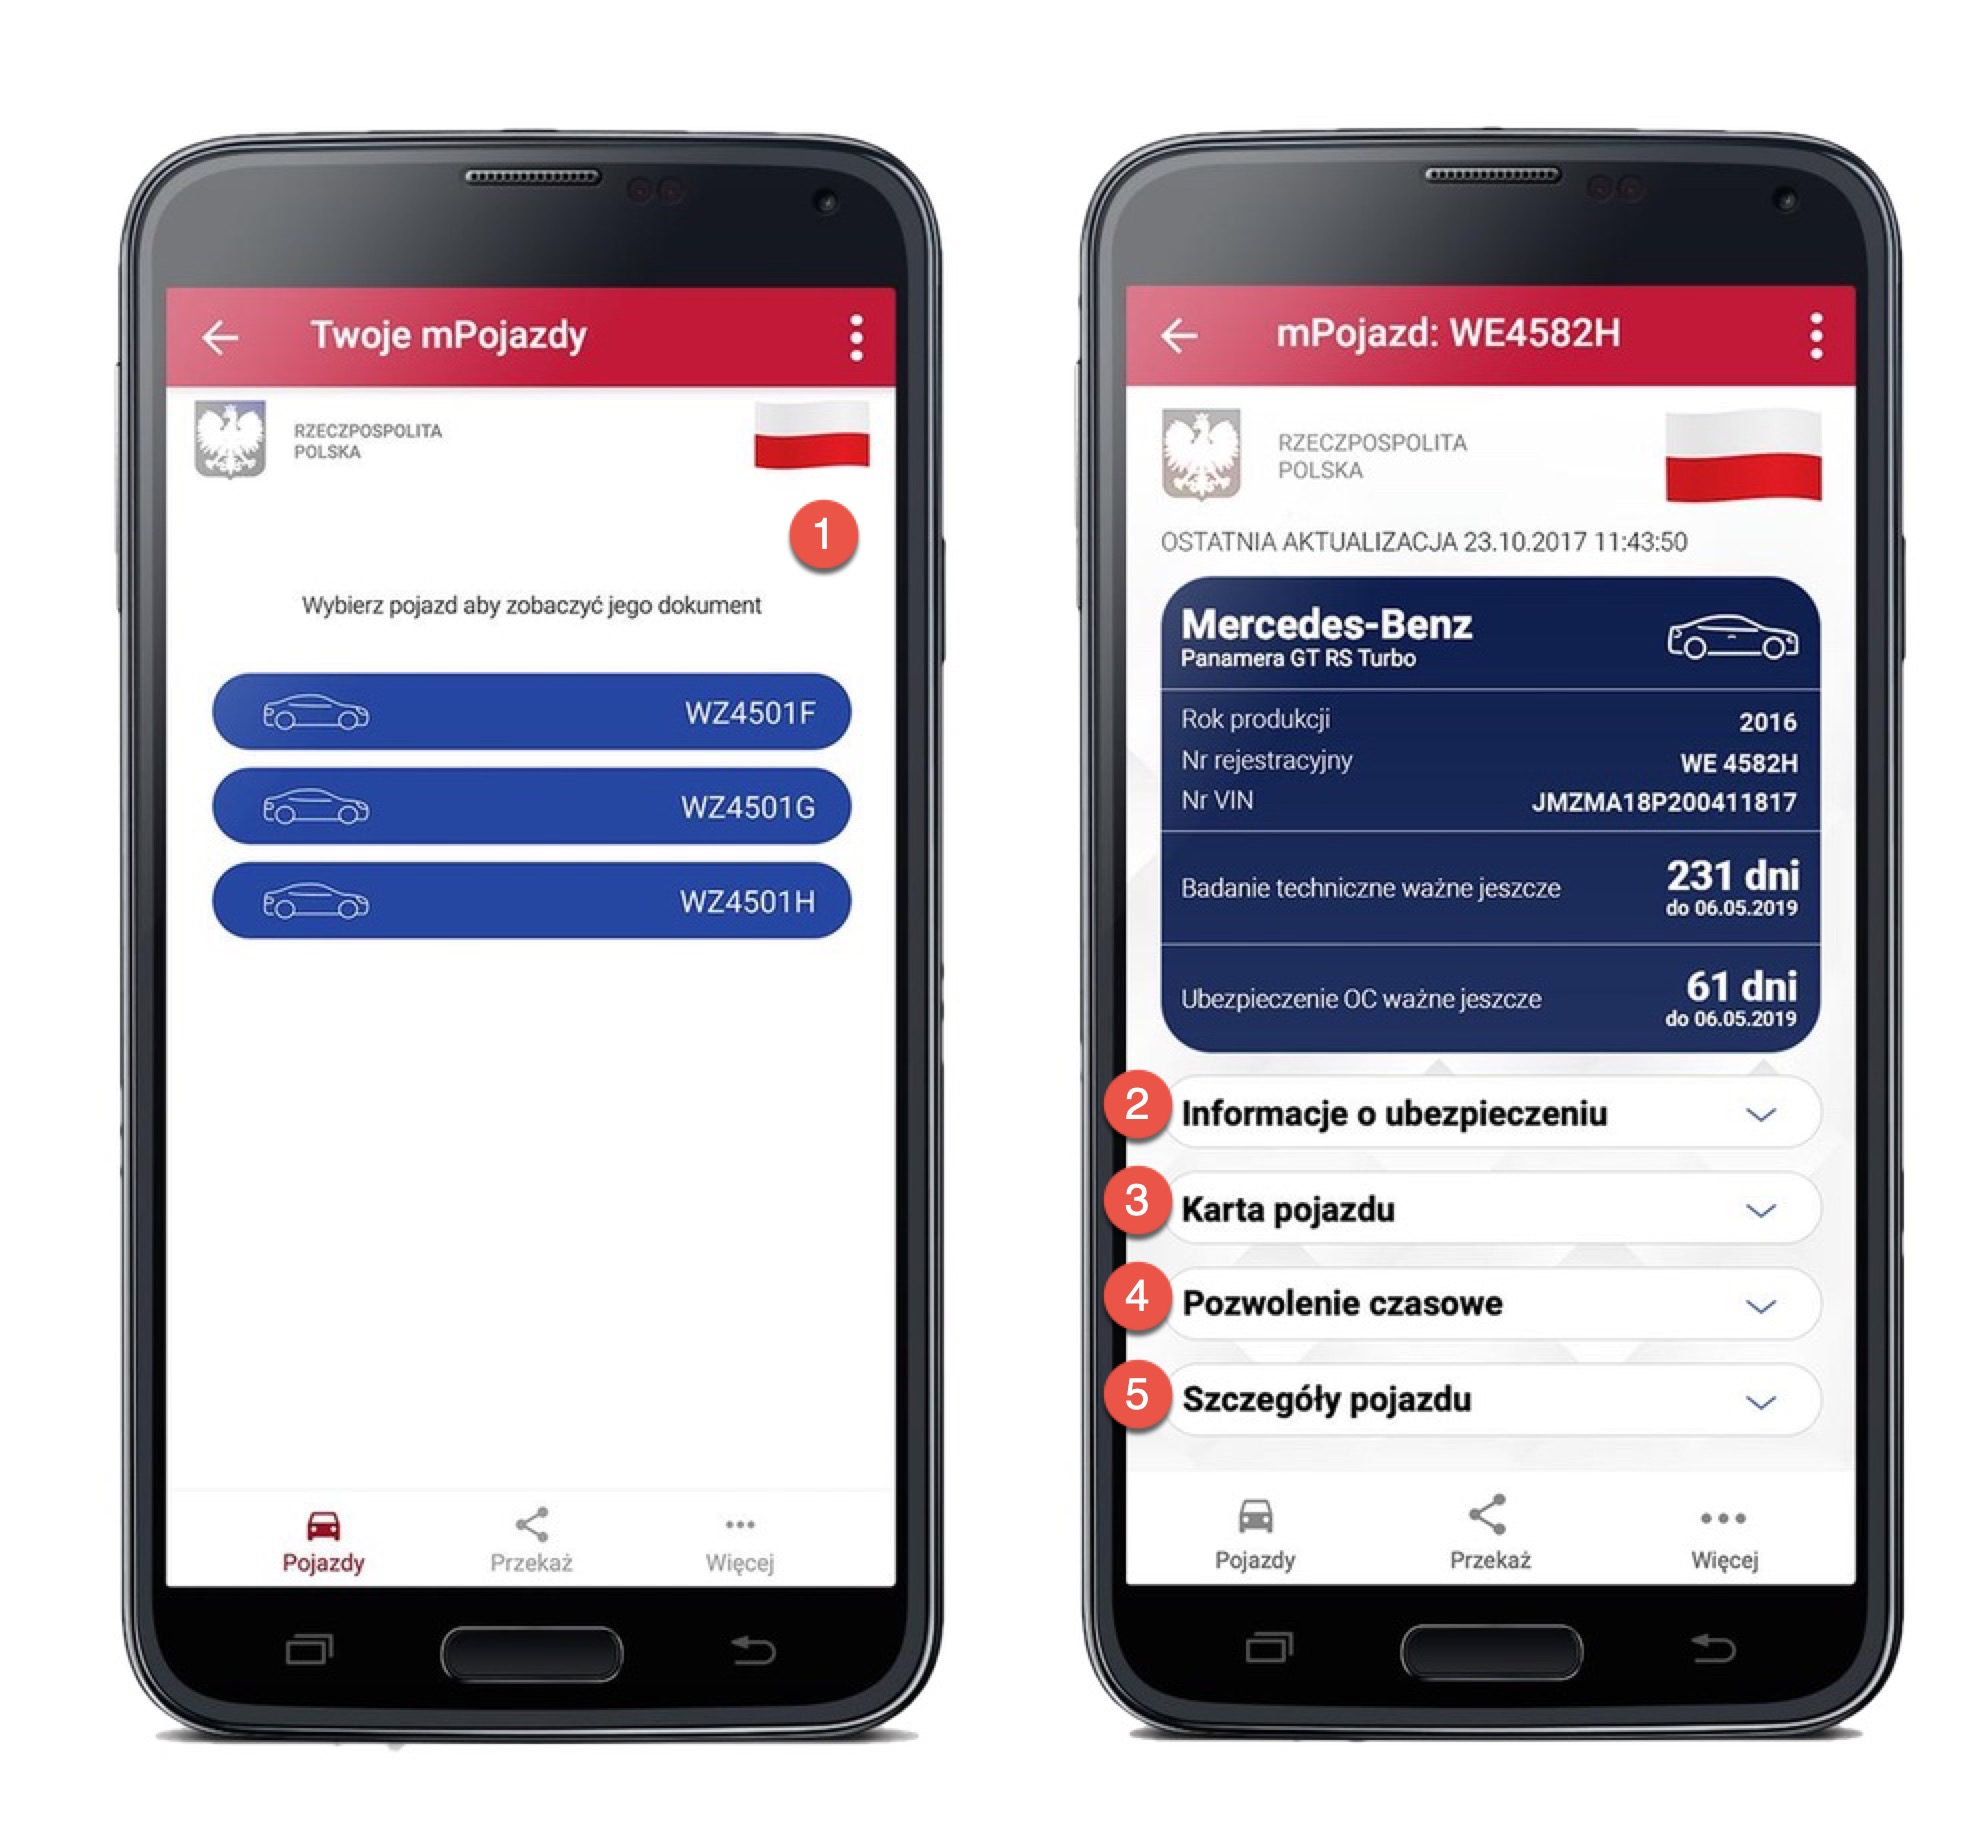 Twoje mPojazdy
RZECZPOSPOLITA
POLSKA
1
Wybierz pojazd aby zobaczyć jego dokument
WZ4501F
WZ4501G
WZ4501H
Pojazdy
Przekaż
Więcej
mPojazd: WE4582H
RZECZPOSPOLITA
POLSKA
OSTATNIA AKTUALIZACJA 23.10.2017 11:43:50
Mercedes-Benz
Panamera GT RS Turbo
Rok produkcji 2016
Nr rejestracyjny WE 4582H
Nr VIN JMZMA18P200411817
Badanie techniczne ważne jeszcze 231 dni
do 06.05.2019
Ubezpieczenie OC ważne jeszcze 61 dni
do 06.05.2019
2 Informacje o ubezpieczeniu
3 Karta pojazdu
4 Pozwolenie czasowe
5 Szczegóły pojazdu
Pojazdy
Przekaż
Więcej